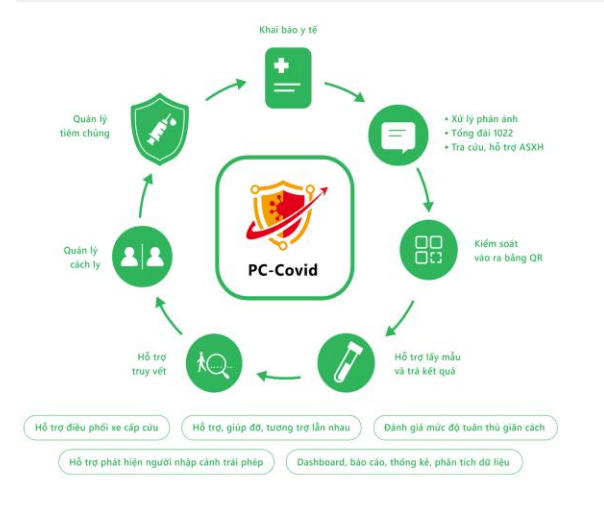 Khai báo y tế
Quản lý
tiêm chủng
• Xử lý phản ánh
• Tổng đài 1022
• Tra cứu, hỗ trợ ASXH
PC-Covid
Quản lý
cách ly
Kiểm soát
vào ra bằng QR
Hỗ trợ
truy vết
Hỗ trợ lấy mẫu
và trả kết quả
Hỗ trợ điều phối xe cấp cứu
Hỗ trợ, giúp đỡ, tương trợ lẫn nhau
Đánh giá mức độ tuân thủ giãn cách
Hỗ trợ phát hiện người nhập cảnh trái phép
Dashboard, báo cáo, thống kê, phân tích dữ liệu